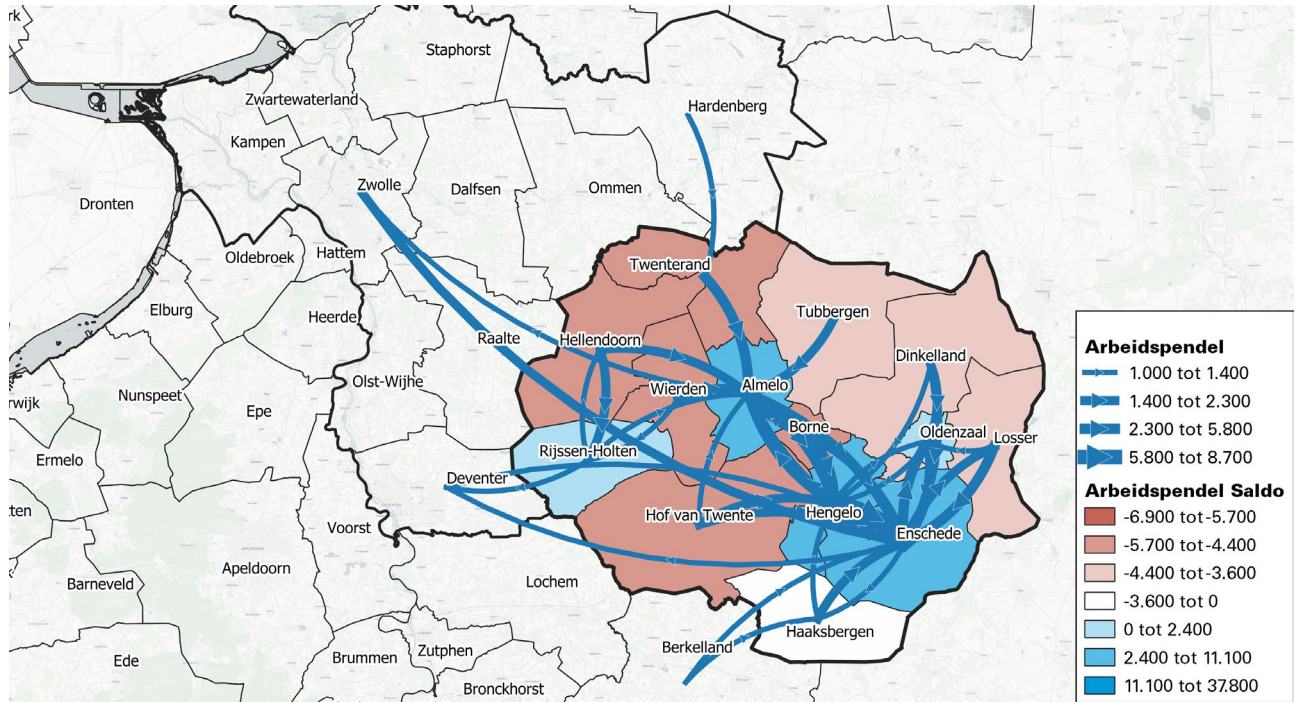 rk
Staphorst
Zwartewaterland
Hardenberg
Kampen
Zwolle
Dalfsen
Ommen
Dronten
Oldebroek
Hattem
Twenterand
Elburg
Heerde
Tubbergen
Raalte
Hellendoorn
Dinkelland
Olst-Wijhe
Wierden
Almelo
Nunspeet
erwijk
Epe
Borne
Oldenzaal
Losser
Ermelo
Rijssen-Holten
Deventer
tten
Voorst
Hof van Twente
Hengelo
Enschede
Apeldoorn
Barneveld
Lochem
Haaksbergen
Berkelland
Ede
Brummen
Zutphen
Bronckhorst
Arbeidspendel
1.000 tot 1.400
1.400 tot 2.300
2.300 tot 5.800
5.800 tot 8.700
Arbeidspendel Saldo
-6.900 tot -5.700
-5.700 tot -4.400
-4.400 tot -3.600
-3.600 tot 0
0 tot 2.400
2.400 tot 11.100
11.100 tot 37.800